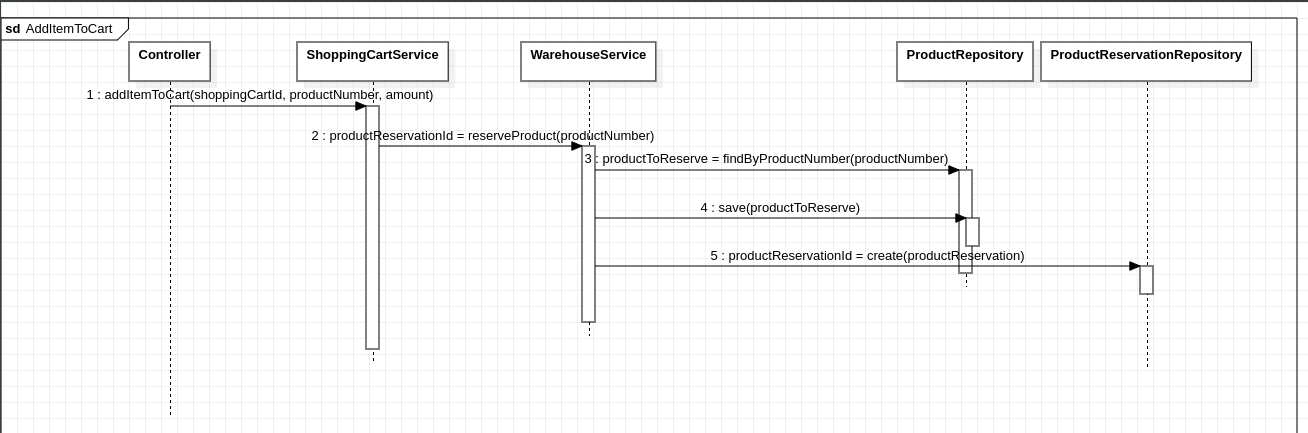 sd AddItemToCart
Controller
ShoppingCartService
WarehouseService
ProductRepository
ProductReservationRepository
1 : addItemToCart(shoppingCartId, productNumber, amount)
2 : productReservationId = reserveProduct(productNumber)
3 : productToReserve = findByProductNumber(productNumber)
4 : save(productToReserve)
5 : productReservationId = create(productReservation)